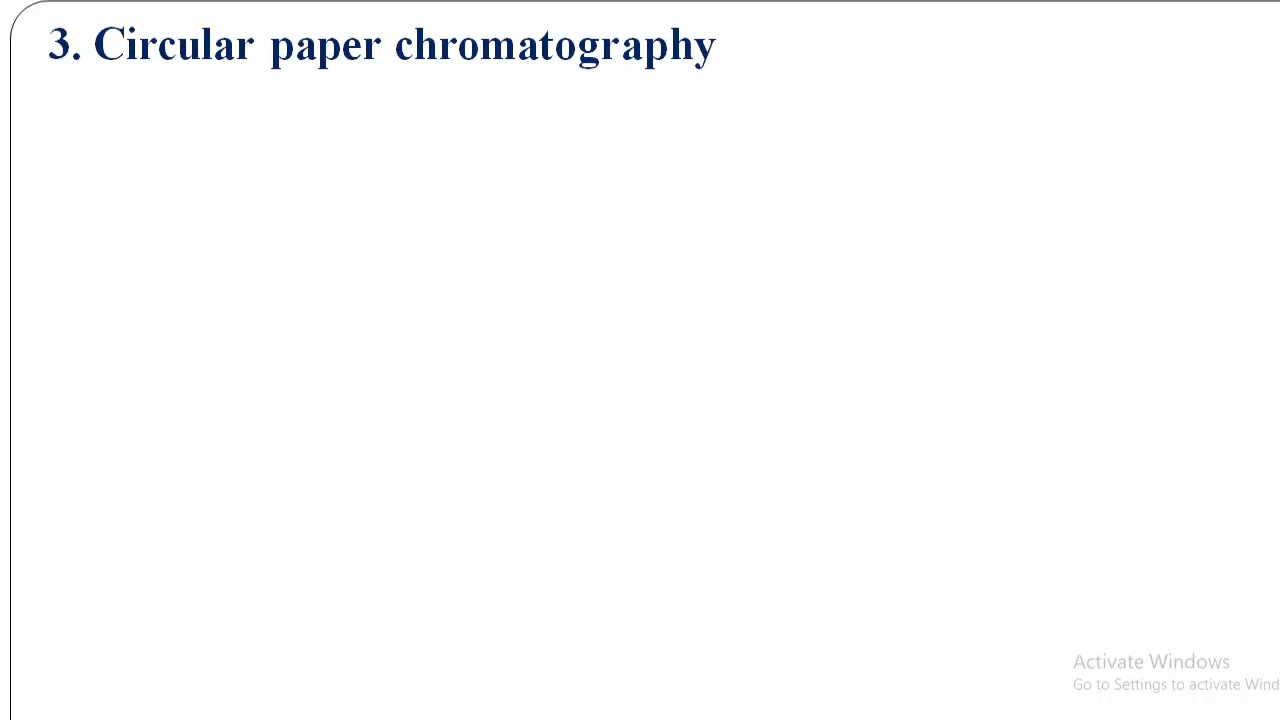 3. Circular paper chromatography
Activate Windows
Go to Settings to activate Wind